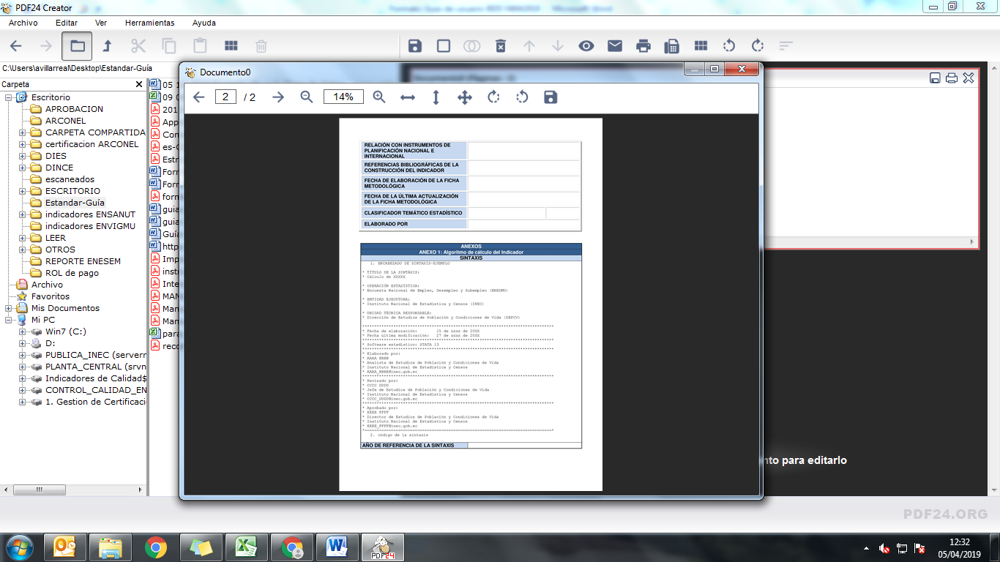 PDF24 Creator
Archivo Editar Ver Herramientas Ayuda
C:\Users\avillarreal\Desktop\Estandar-Guía
Carpeta
Escritorio
APROBACION
ARCONEL
CARPETA COMPARTIDA
certificacion ARCONEL
DIES
DINCE
escaneados
ESCRITORIO
Estandar-Guía
indicadores ENSANUT
indicadores ENVIGMU
LEER
OTROS
REPORTE ENESEM
ROL de pago
Archivo
Favoritos
Mis Documentos
Mi PC
Win7 (C:)
D:
PUBLICA_INEC (serverr
PLANTA_CENTRAL (srvn
Indicadores de Calidad$
CONTROL_CALIDAD_EN
1. Gestion de Certificaci
05 1
09 0
201
App
Con
es-C
Estr
Form
Form
forn
guia
guia
Guía
http
Imp
instr
Inte
MAN
Man
Man
para
reco
Documento0
2 / 2 14%
RELACIÓN CON INSTRUMENTOS DE
PLANIFICACIÓN NACIONAL E
INTERNACIONAL
REFERENCIAS BIBLIOGRÁFICAS DE LA
CONSTRUCCIÓN DEL INDICADOR
FECHA DE ELABORACIÓN DE LA FICHA
METODOLÓGICA
FECHA DE LA ÚLTIMA ACTUALIZACIÓN
DE LA FICHA METODOLÓGICA
CLASIFICADOR TEMÁTICO ESTADÍSTICO
ELABORADO POR
ANEXOS
ANEXO 1: Algoritmo de cálculo del Indicador
SINTAXIS
1. ENCABEZADO DE SINTAXIS-EJEMPLO
* TÍTULO DE LA SINTÁXIS:
* Cálculo de XXXXX
* OPERACIÓN ESTADÍSTICA:
* Encuesta Nacional de Empleo, Desempleo y Subempleo (ENEDMU)
* ENTIDAD EJECUTORA:
* Instituto Nacional de Estadística y Censos (INEC)
* UNIDAD TÉCNICA RESPONSABLE:
* Dirección de Estudios de Población y Condiciones de Vida (DEPCV)
* Fecha de elaboración: 15 de xxxx de 20XX
* Fecha última modificación: 27 de xxxx de 20XX
* Software estadístico: STATA 13
* Elaborado por:
* AAAA BBBB
* Analista de Estudios de Población y Condiciones de Vida
* Instituto Nacional de Estadística y Censos
* AAAA_BBBB@inec.gob.ec
* Revisado por:
* CCCC DDDD
* Jefe de Estudios de Población y Condiciones de Vida
* Instituto Nacional de Estadística y Censos
* CCCC_DDDD@inec.gob.ec
* Aprobado por:
* EEEE FFFF
* Director de Estudios de Población y Condiciones de Vida
* Instituto Nacional de Estadística y Censos
* EEEE_FFFF@inec.gob.ec
2. código de la sintaxis
AÑO DE REFERENCIA DE LA SINTAXIS
nto para editarlo
PDF24.ORG
PDF24
12:32
05/04/2019